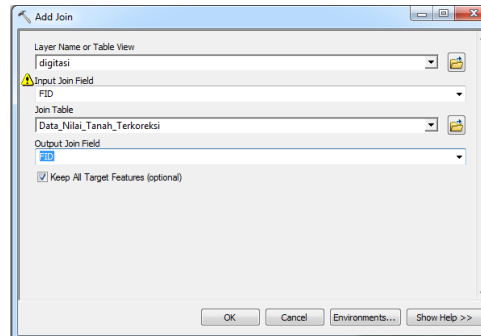 Add Join
Layer Name or Table View
digitasi
Input Join Field
FID
Join Table
Data_Nilai_Tanah_Terkoreksi
Output Join Field
FID
Keep All Target Features (optional)
OK Cancel Environments... Show Help >>